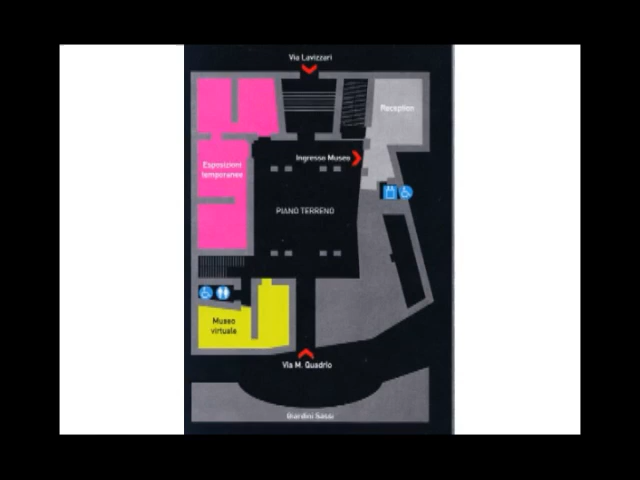 Via Lavizzari
Reception
Ingresso Museo
Esposizioni
temporanee
PIANO TERRENO
Museo
virtuale
Via M. Quadrio
Giardini Sassi